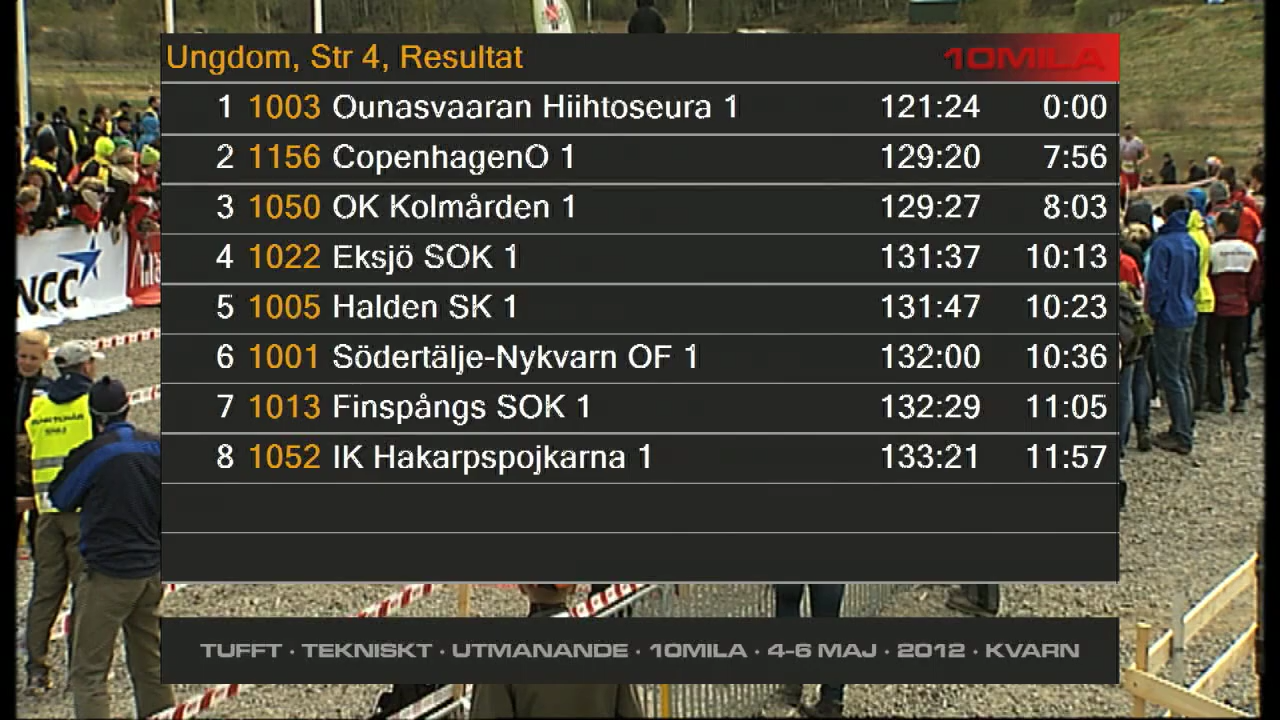 Ungdom, Str 4, Resultat 10MILA
1 1003 Ounasvaaran Hiihtoseura 1 121:24 0:00
2 1156 CopenhagenO 1 129:20 7:56
3 1050 OK Kolmården 1 129:27 8:03
4 1022 Eksjö SOK 1 131:37 10:13
5 1005 Halden SK 1 131:47 10:23
6 1001 Södertälje-Nykvarn OF 1 132:00 10:36
7 1013 Finspångs SOK 1 132:29 11:05
8 1052 IK Hakarpspojkarna 1 133:21 11:57
NCC
TUFFT · TEKNISKT · UTMANANDE · 10MILA · 4-6 MAJ · 2012 · KVARN